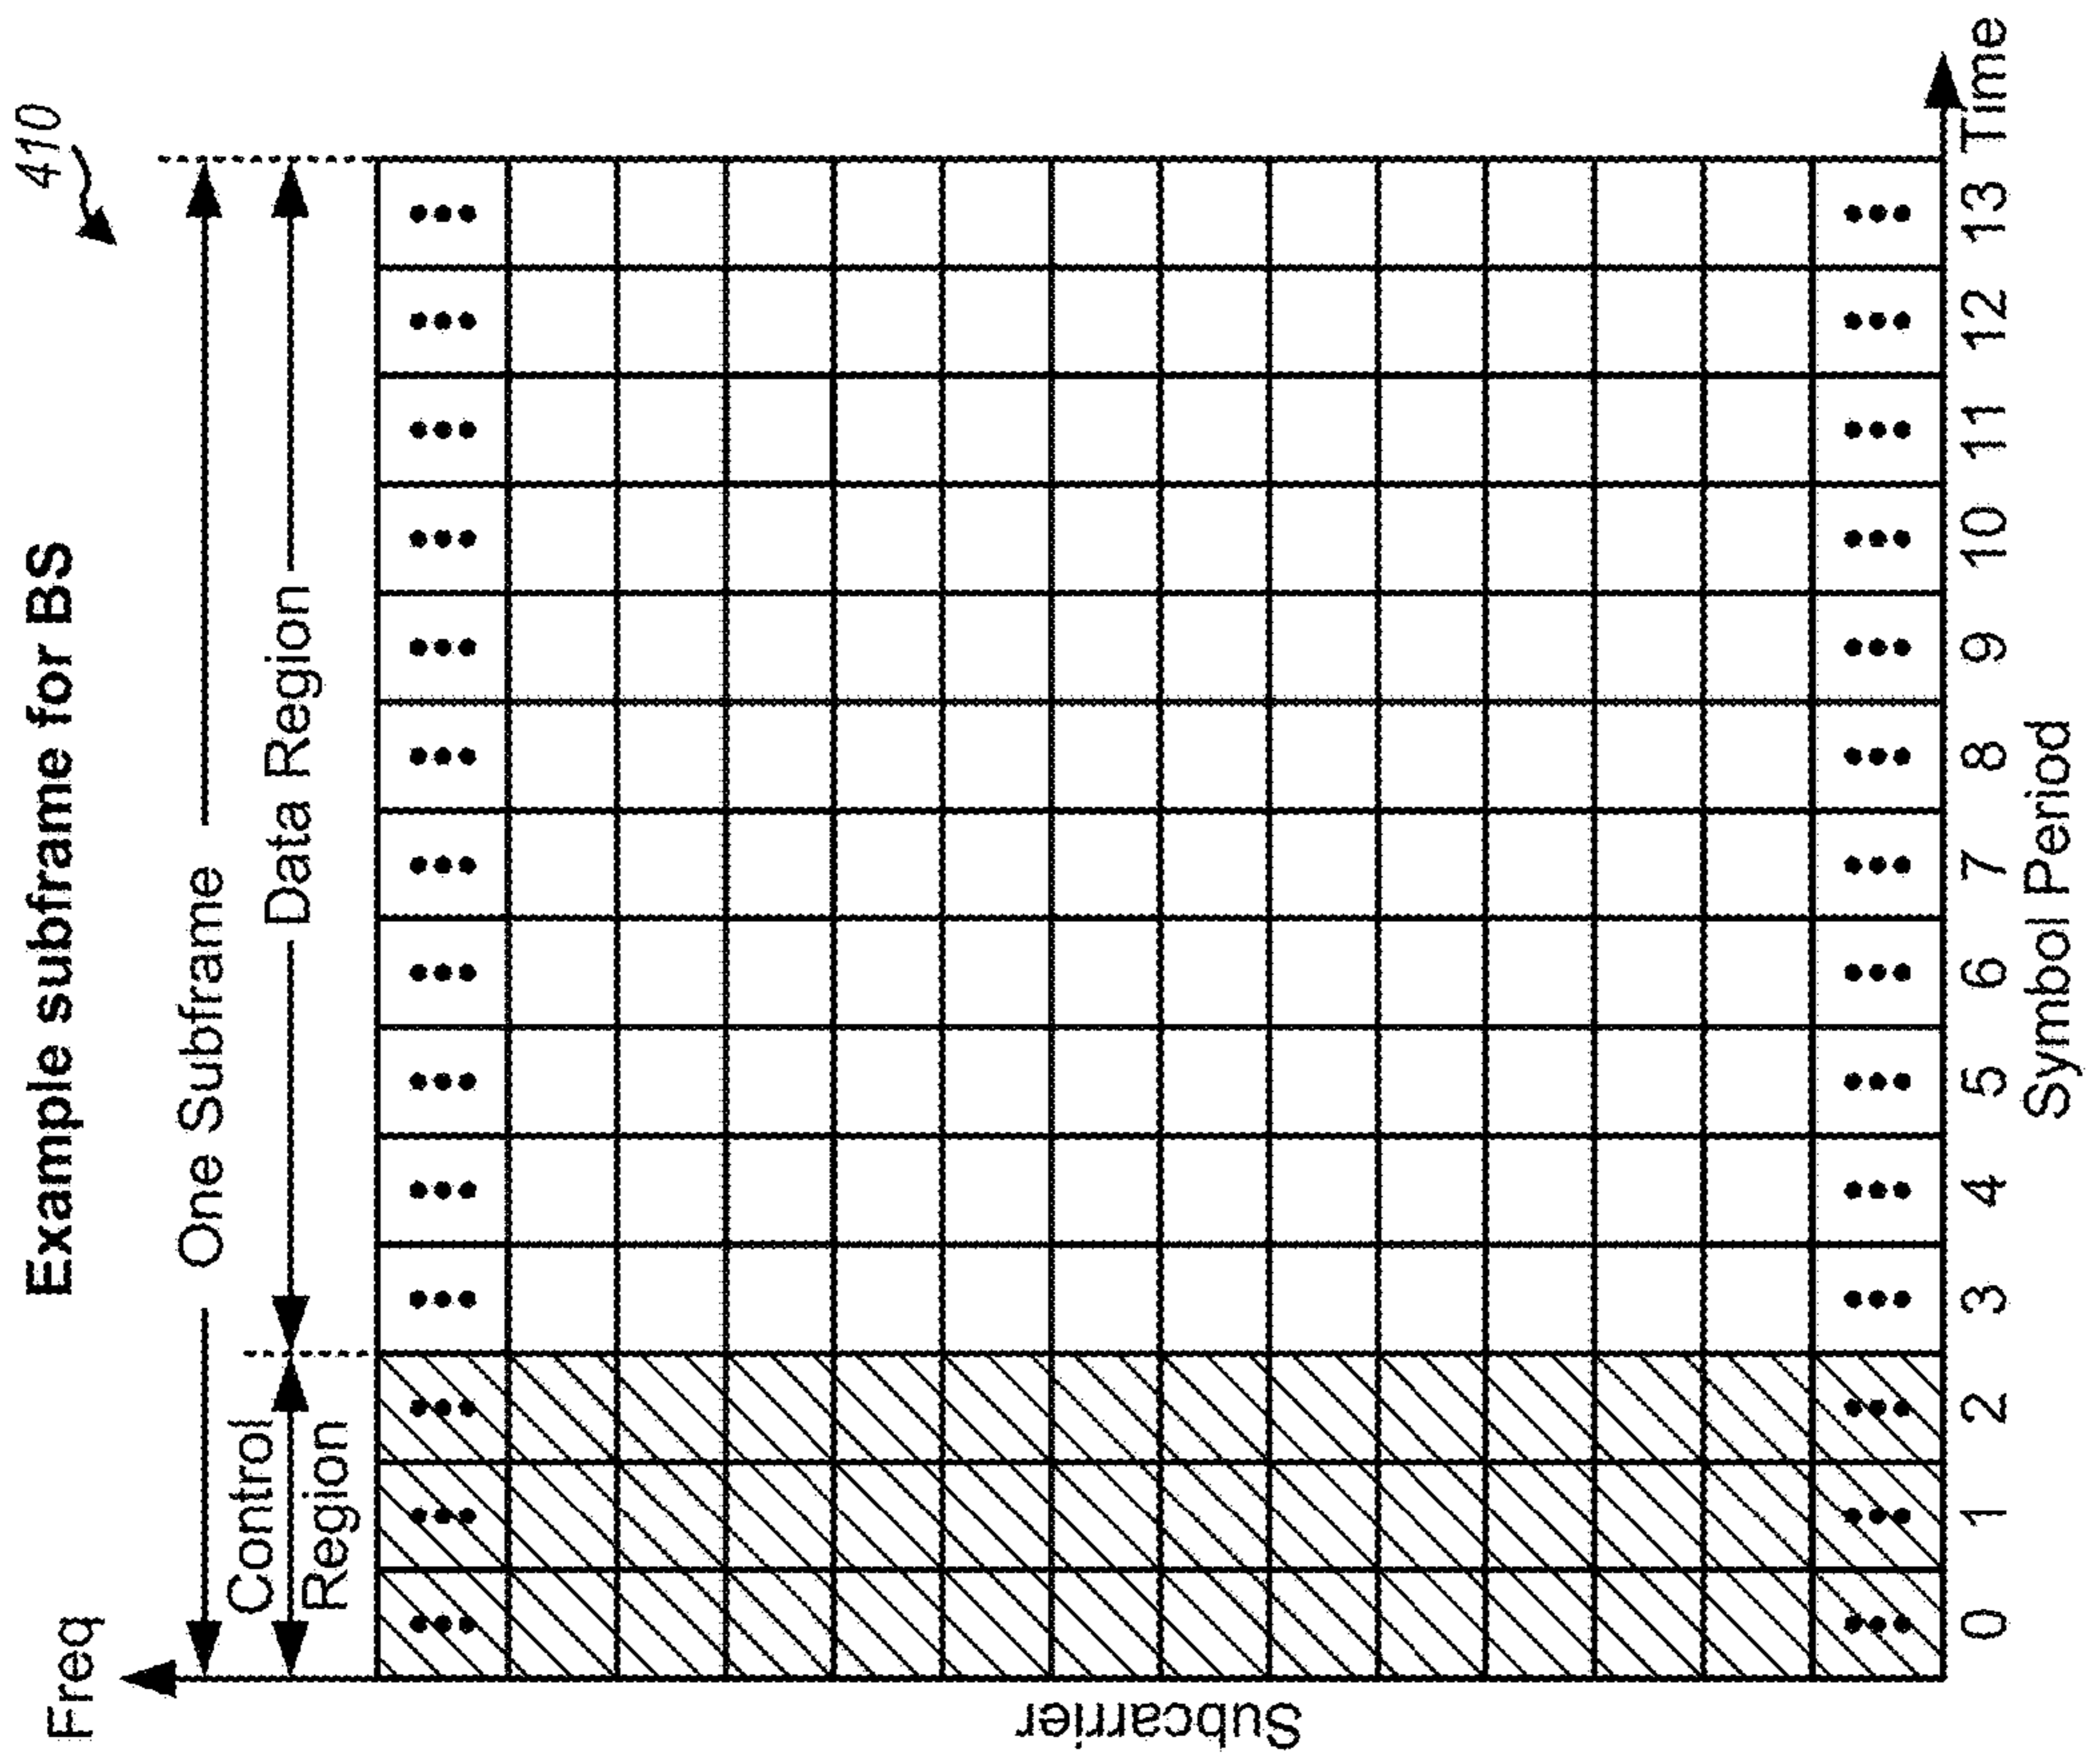 Example subframe for BS
410
Freq
One Subframe
Control
Region
Data Region
Subcarrier
0 1 2 3 4 5 6 7 8 9 10 11 12 13 Time
Symbol Period